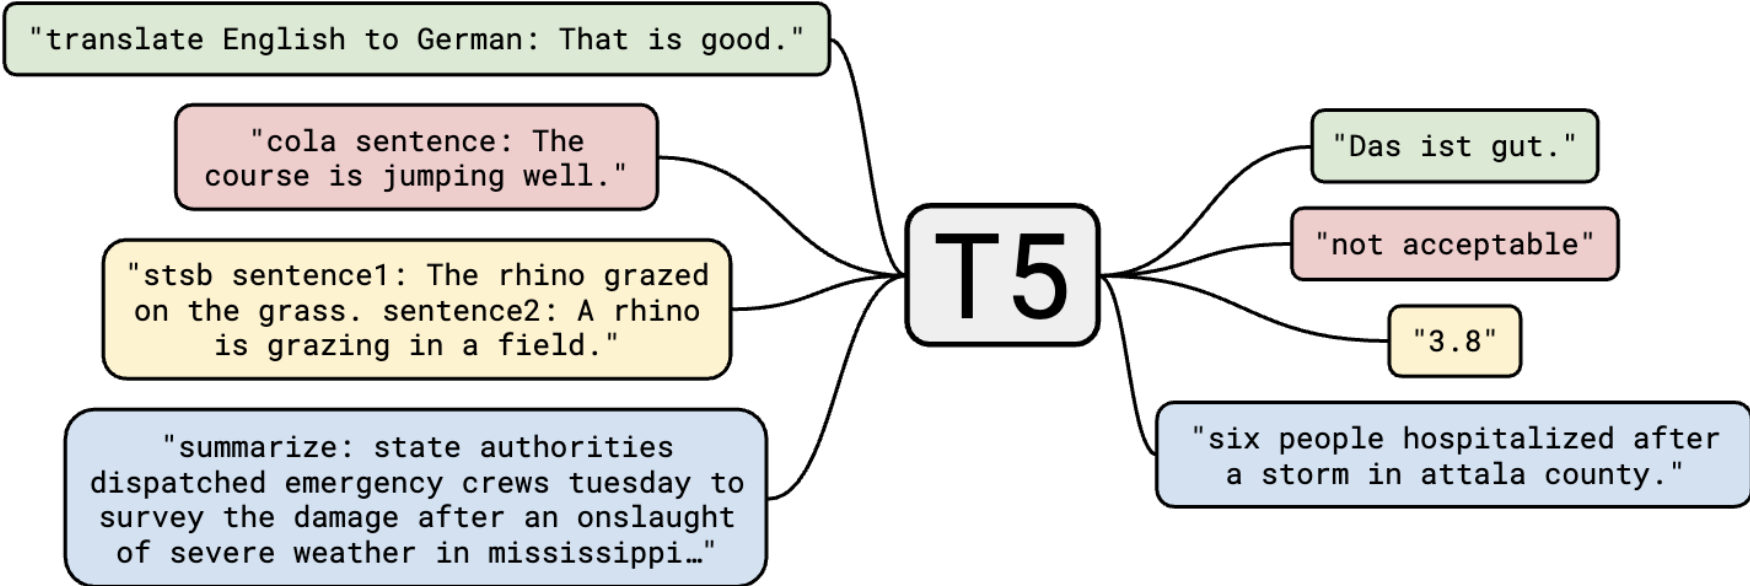 "translate English to German: That is good."
"cola sentence: The
course is jumping well."
"stsb sentence1: The rhino grazed
on the grass. sentence2: A rhino
is grazing in a field."
"summarize: state authorities
dispatched emergency crews tuesday to
survey the damage after an onslaught
of severe weather in mississippi…"
T5
"Das ist gut."
"not acceptable"
"3.8"
"six people hospitalized after
a storm in attala county."